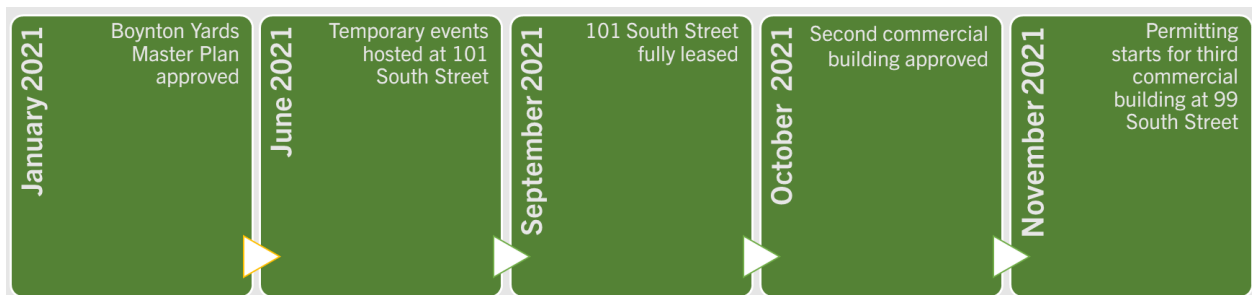 January 2021
Boynton Yards
Master Plan
approved
June 2021
Temporary events
hosted at 101
South Street
September 2021
101 South Street
fully leased
October 2021
Second commercial
building approved
November 2021
Permitting
starts for third
commercial
building at 99
South Street